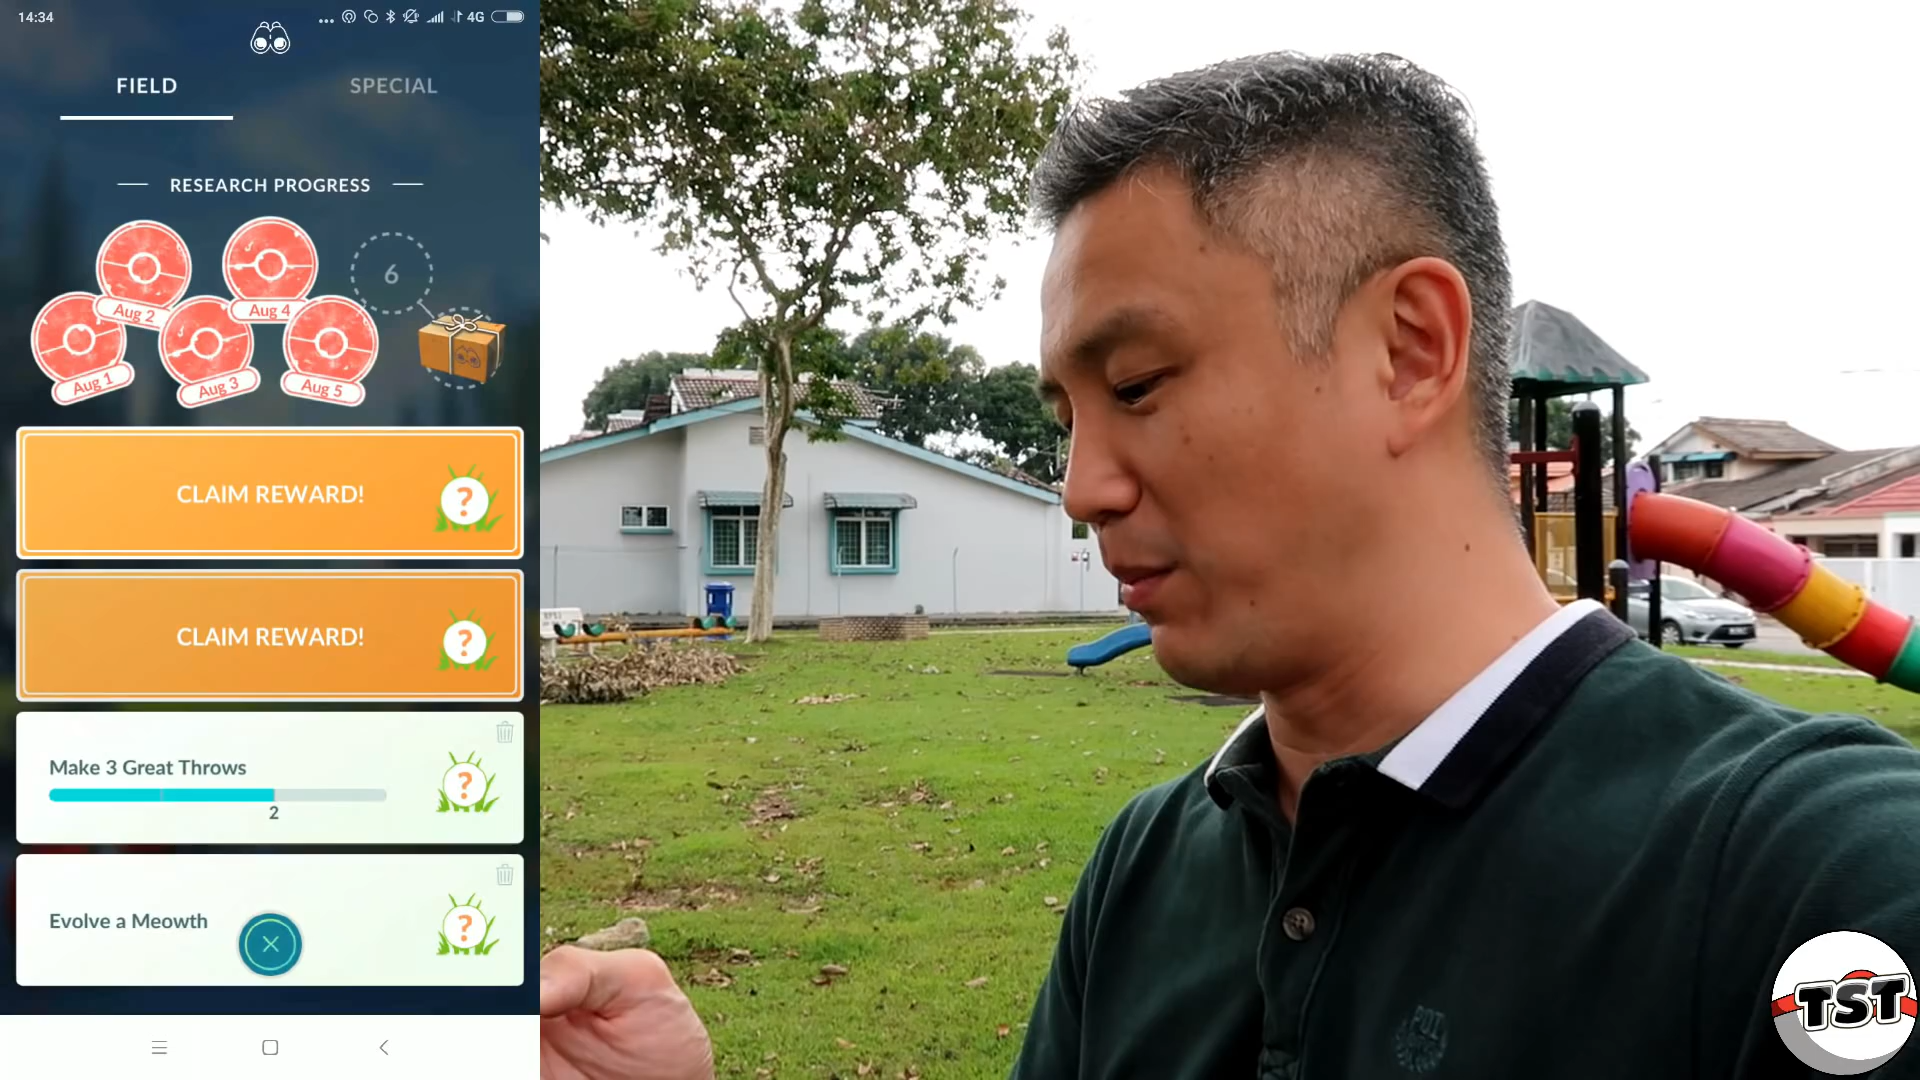 14:34
4G
FIELD
SPECIAL
RESEARCH PROGRESS
6
Aug 2
Aug 4
Aug 1
Aug 3
Aug 5
CLAIM REWARD!
?
CLAIM REWARD!
?
Make 3 Great Throws
2
?
Evolve a Meowth
?
TST